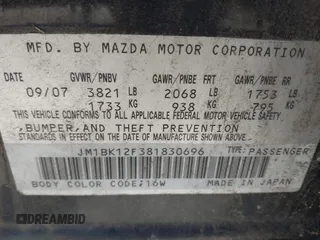 MFD. BY MAZDA MOTOR CORPORATION
GVWR/PNBV GAWR/PNBE FRT GAWR/PNBE RR
09/07 3821 LB 2068 LB 1753 LB
1733 KG 938 KG 795 KG
THIS VEHICLE CONFORMS TO ALL APPLICABLE FEDERAL MOTOR VEHICLE SAFETY,
BUMPER, AND THEFT PREVENTION
STANDARDS IN EFFECT ON THE DATE OF MANUFACTURE SHOWN ABOVE.
JM1BK12F381830696 TYPE: PASSENGER
BODY COLOR CODE: 16W MADE IN JAPAN
DREAMBID